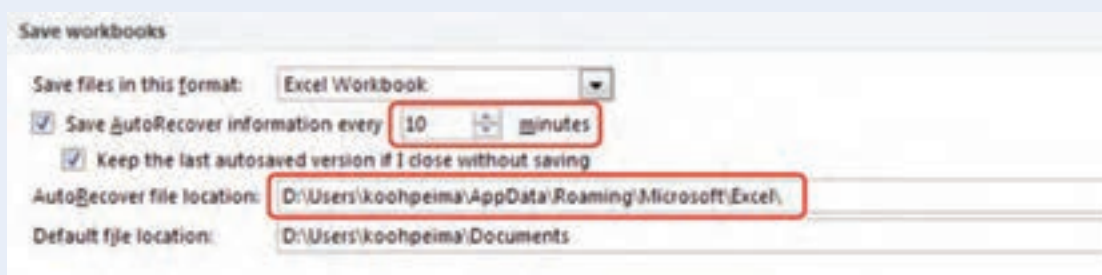 Save workbooks
Save files in this format: Excel Workbook
Save AutoRecover information every 10 minutes
Keep the last autosaved version if I close without saving
AutoRecover file location: D:\Users\koohpeima\AppData\Roaming\Microsoft\Excel\
Default file location: D:\Users\koohpeima\Documents